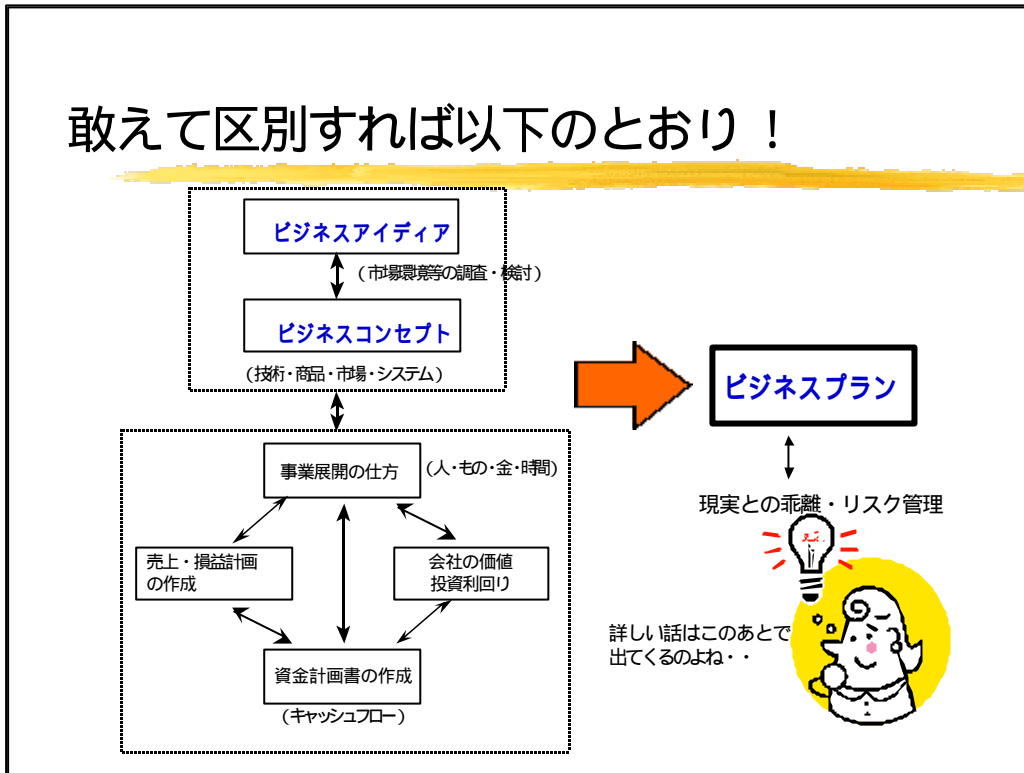 敢えて区別すれば以下のとおり！
ビジネスアイディア
（市場環境等の調査・検討）
ビジネスコンセプト
（技術・商品・市場・システム）
ビジネスプラン
事業展開の仕方
（人・もの・金・時間）
現実との乖離・リスク管理
売上・損益計画
の作成
会社の価値
投資利回り
詳しい話はこのあとで
出てくるのよね・・
資金計画書の作成
（キャッシュフロー）